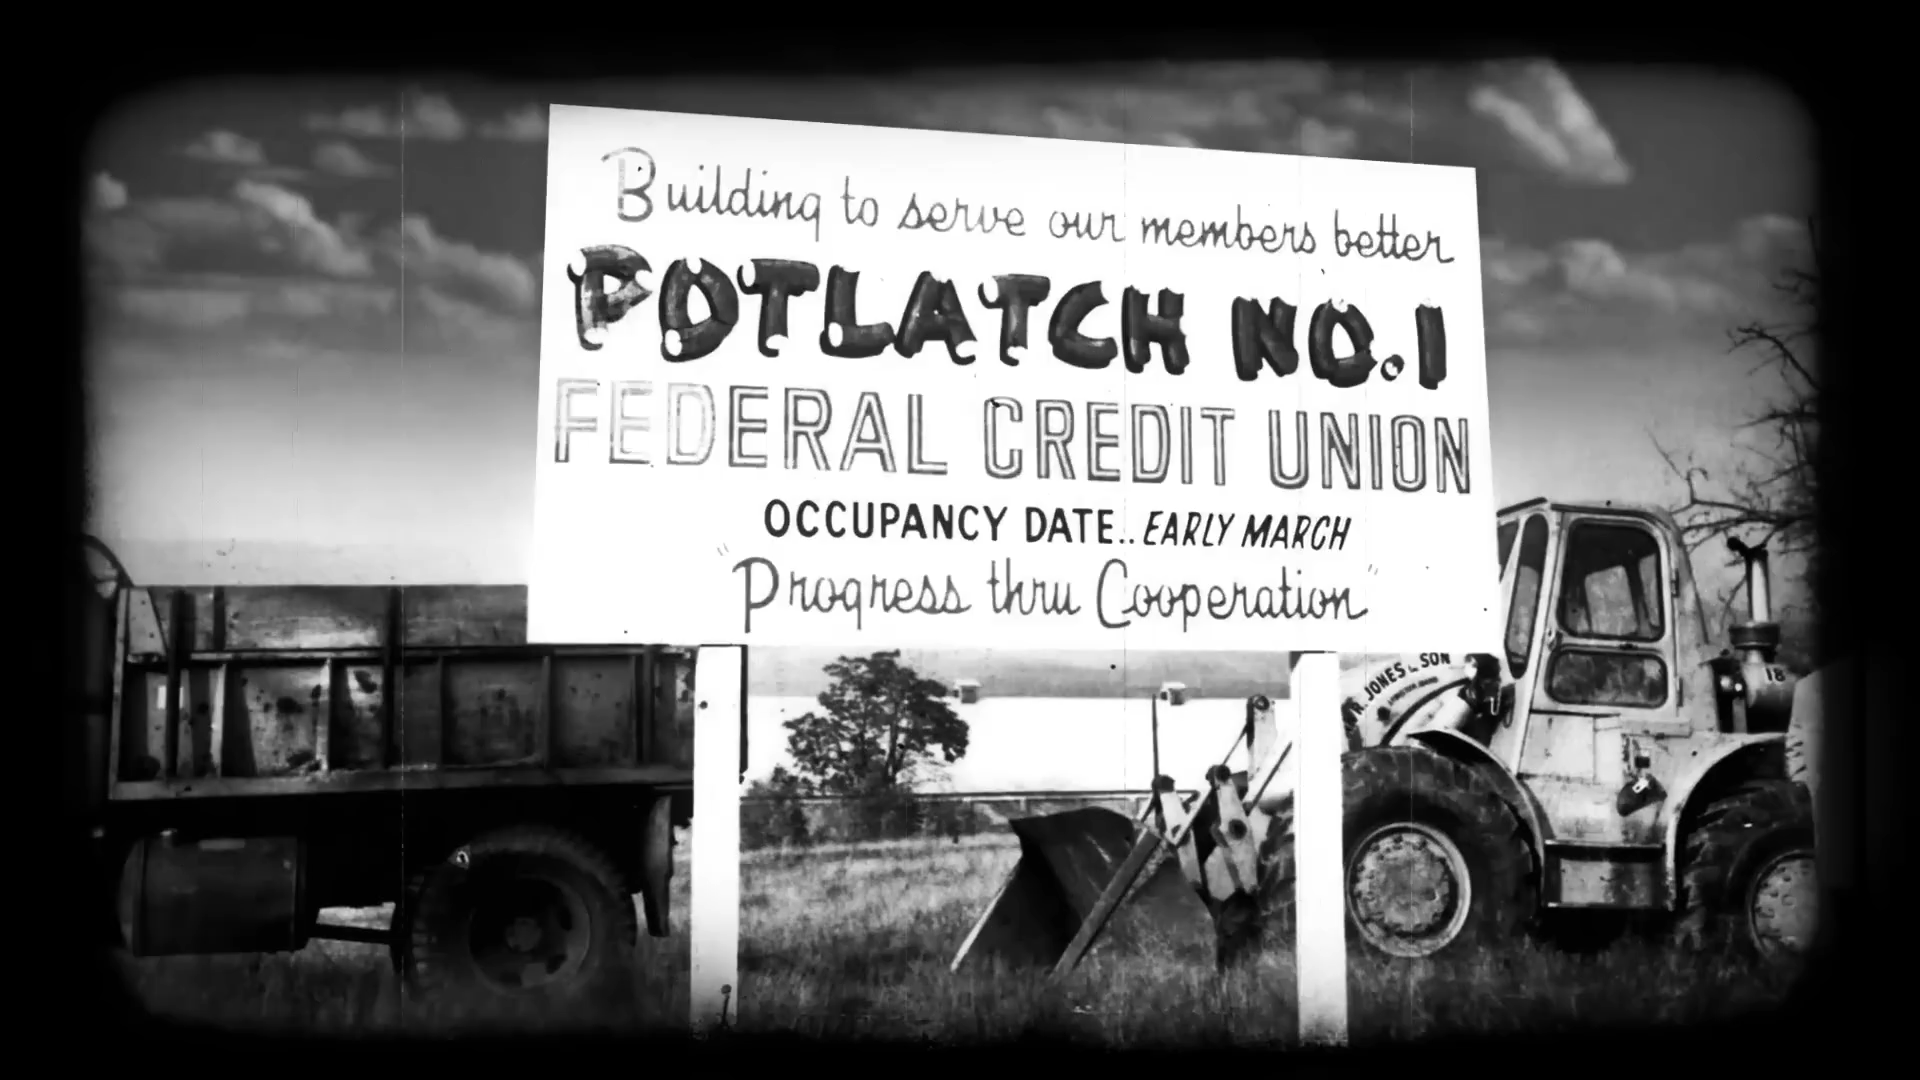 Building to serve our members better
POTLATCH NO.1
FEDERAL CREDIT UNION
OCCUPANCY DATE..EARLY MARCH
"Progress thru Cooperation"
R. JONES & SON
18